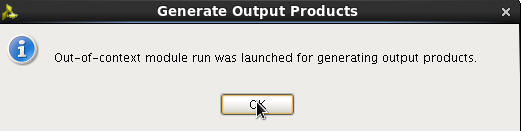 Generate Output Products
Out-of-context module run was launched for generating output products.
OK